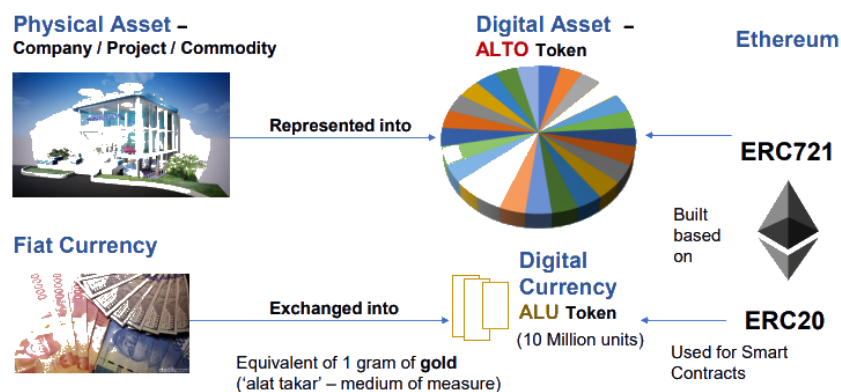 Physical Asset –
Company / Project / Commodity
Digital Asset –
ALTO Token
Ethereum
Represented into
ERC721
Built
based
on
Fiat Currency
Digital
Currency
ALU Token
(10 Million units)
Exchanged into
ERC20
Used for Smart
Contracts
Equivalent of 1 gram of gold
('alat takar' – medium of measure)